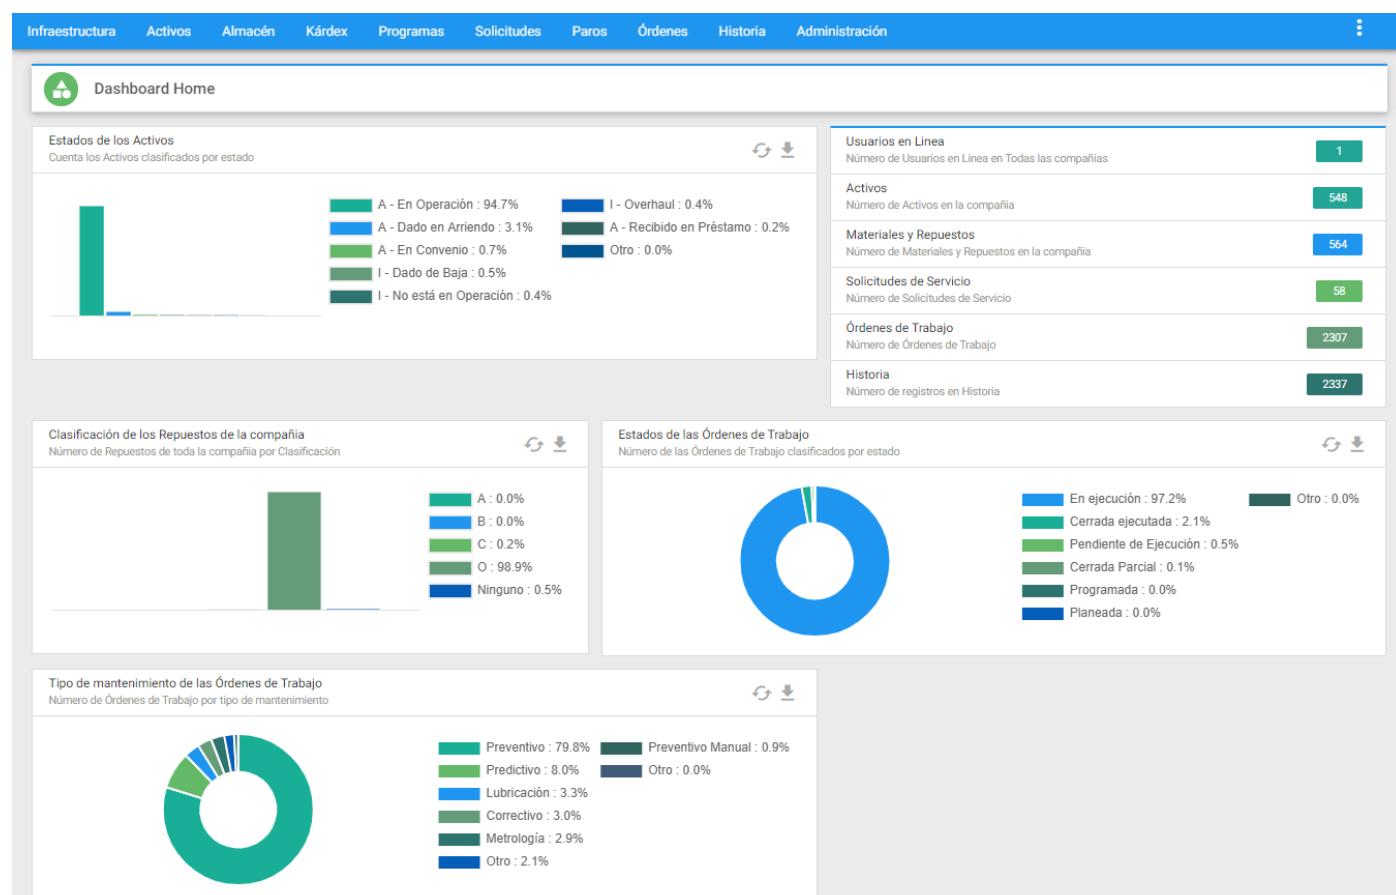 Infraestructura Activos Almacén Kárdex Programas Solicitudes Paros Órdenes Historia Administración
Dashboard Home
Estados de los Activos
Cuenta los Activos clasificados por estado
A - En Operación : 94.7%
A - Dado en Arriendo : 3.1%
A - En Convenio : 0.7%
I - Dado de Baja : 0.5%
I - No está en Operación : 0.4%
I - Overhaul : 0.4%
A - Recibido en Préstamo : 0.2%
Otro : 0.0%
Usuarios en Linea
Número de Usuarios en Linea en Todas las compañias
1
Activos
Número de Activos en la compañia
548
Materiales y Repuestos
Número de Materiales y Repuestos en la compañia
564
Solicitudes de Servicio
Número de Solicitudes de Servicio
58
Órdenes de Trabajo
Número de Órdenes de Trabajo
2307
Historia
Número de registros en Historia
2337
Clasificación de los Repuestos de la compañia
Número de Repuestos de toda la compañia por Clasificación
A : 0.0%
B : 0.0%
C : 0.2%
O : 98.9%
Ninguno : 0.5%
Estados de las Órdenes de Trabajo
Número de las Órdenes de Trabajo clasificados por estado
En ejecución : 97.2%
Cerrada ejecutada : 2.1%
Pendiente de Ejecución : 0.5%
Cerrada Parcial : 0.1%
Programada : 0.0%
Planeada : 0.0%
Otro : 0.0%
Tipo de mantenimiento de las Órdenes de Trabajo
Número de Órdenes de Trabajo por tipo de mantenimiento
Preventivo : 79.8%
Predictivo : 8.0%
Lubricación : 3.3%
Correctivo : 3.0%
Metrología : 2.9%
Otro : 2.1%
Preventivo Manual : 0.9%
Otro : 0.0%